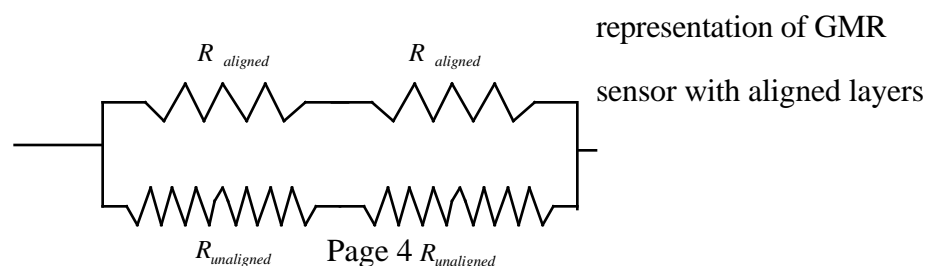 representation of GMR
sensor with aligned layers
R aligned R aligned
R unaligned Page 4 R unaligned